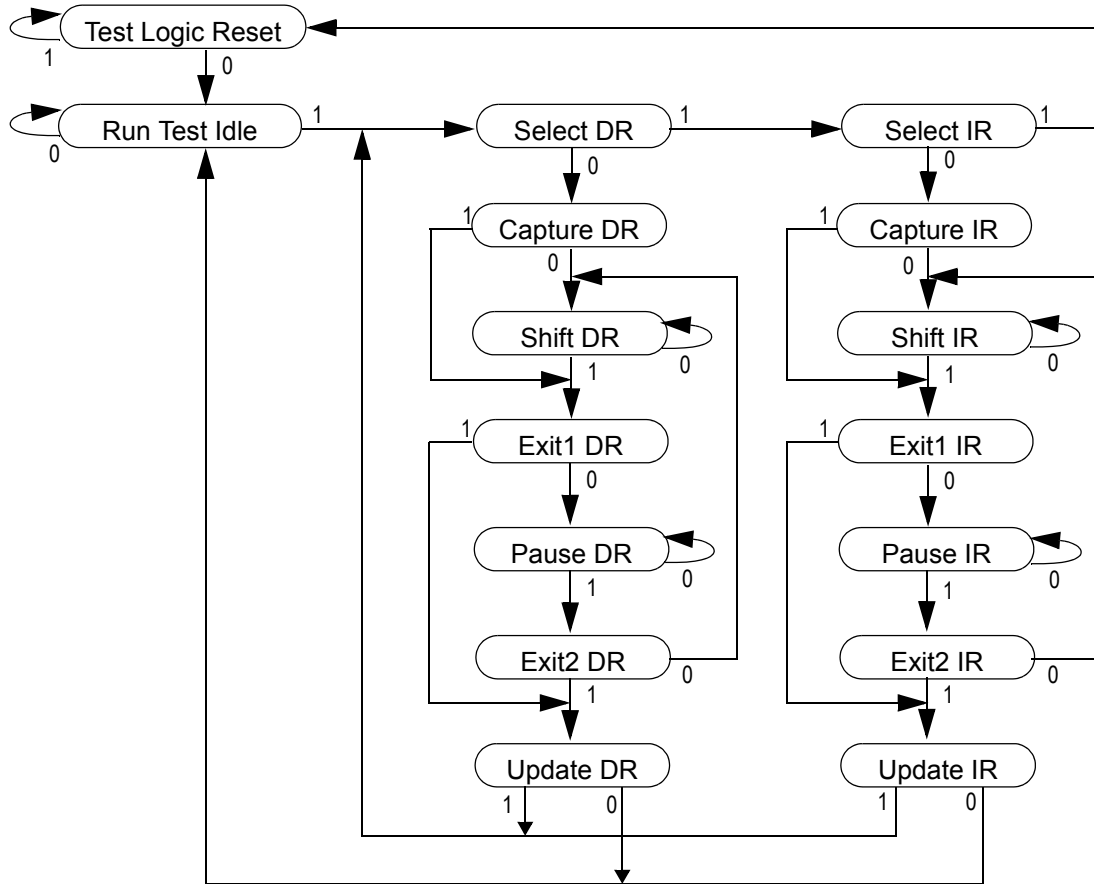 Test Logic Reset
1
0
Run Test Idle
1
0
Select DR
1
0
Select IR
1
0
1
Capture DR
0
1
Capture IR
0
Shift DR
0
1
Shift IR
0
1
1
Exit1 DR
0
1
Exit1 IR
0
Pause DR
0
1
Pause IR
0
1
Exit2 DR
0
1
Exit2 IR
0
1
Update DR
1
0
Update IR
1
0